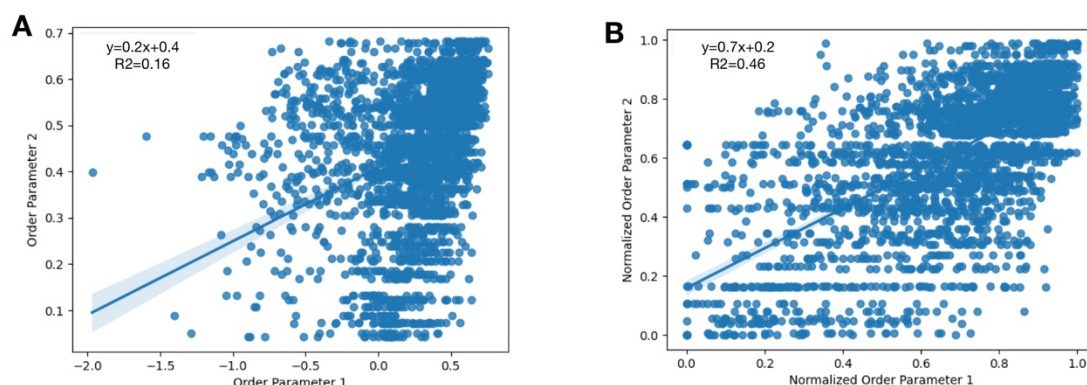 A
y=0.2x+0.4
R2=0.16
Order Parameter 2
0.7
0.6
0.5
0.4
0.3
0.2
0.1
−2.0 −1.5 −1.0 −0.5 0.0 0.5
Order Parameter 1
B
y=0.7x+0.2
R2=0.46
Normalized Order Parameter 2
1.0
0.8
0.6
0.4
0.2
0.0
0.0 0.2 0.4 0.6 0.8 1.0
Normalized Order Parameter 1